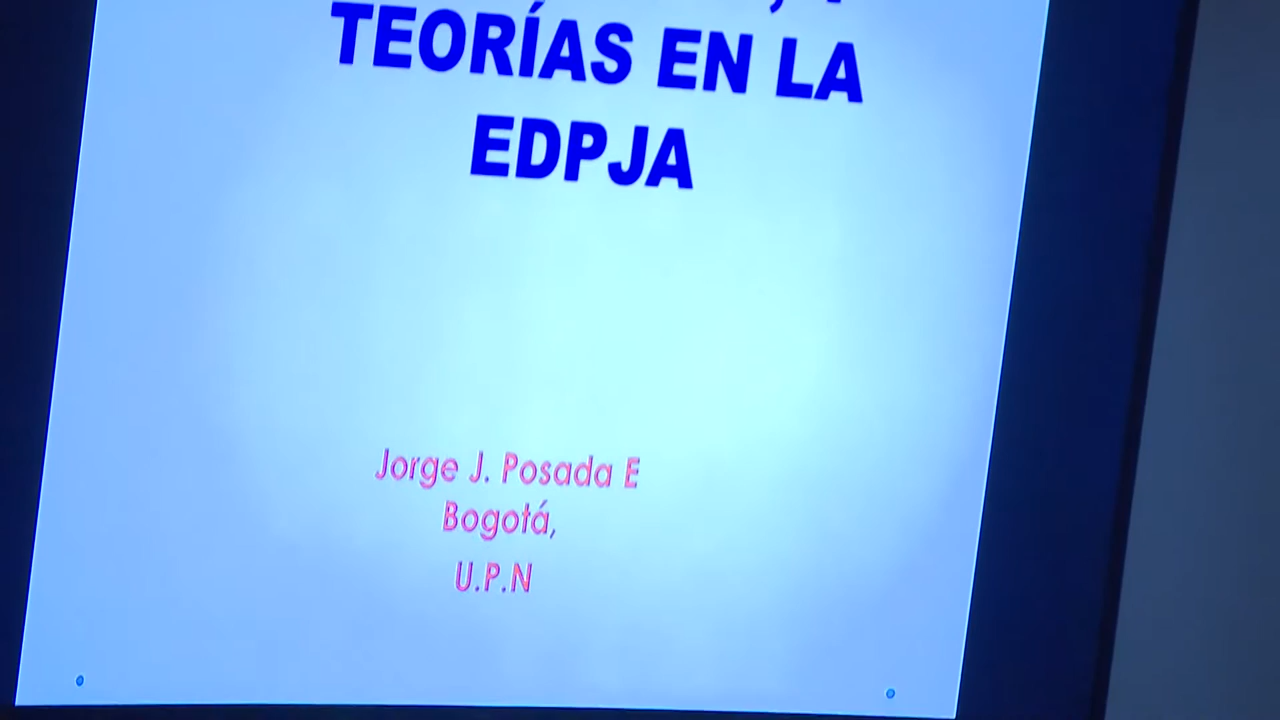 TEORÍAS EN LA
EDPJA
Jorge J. Posada E
Bogotá,
U.P.N